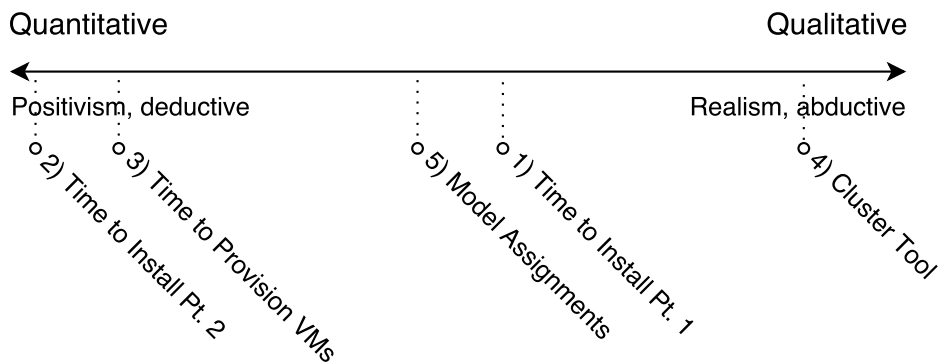 Quantitative
Qualitative
Positivism, deductive
Realism, abductive
2) Time to Install Pt. 2
3) Time to Provision VMs
5) Model Assignments
1) Time to Install Pt. 1
4) Cluster Tool